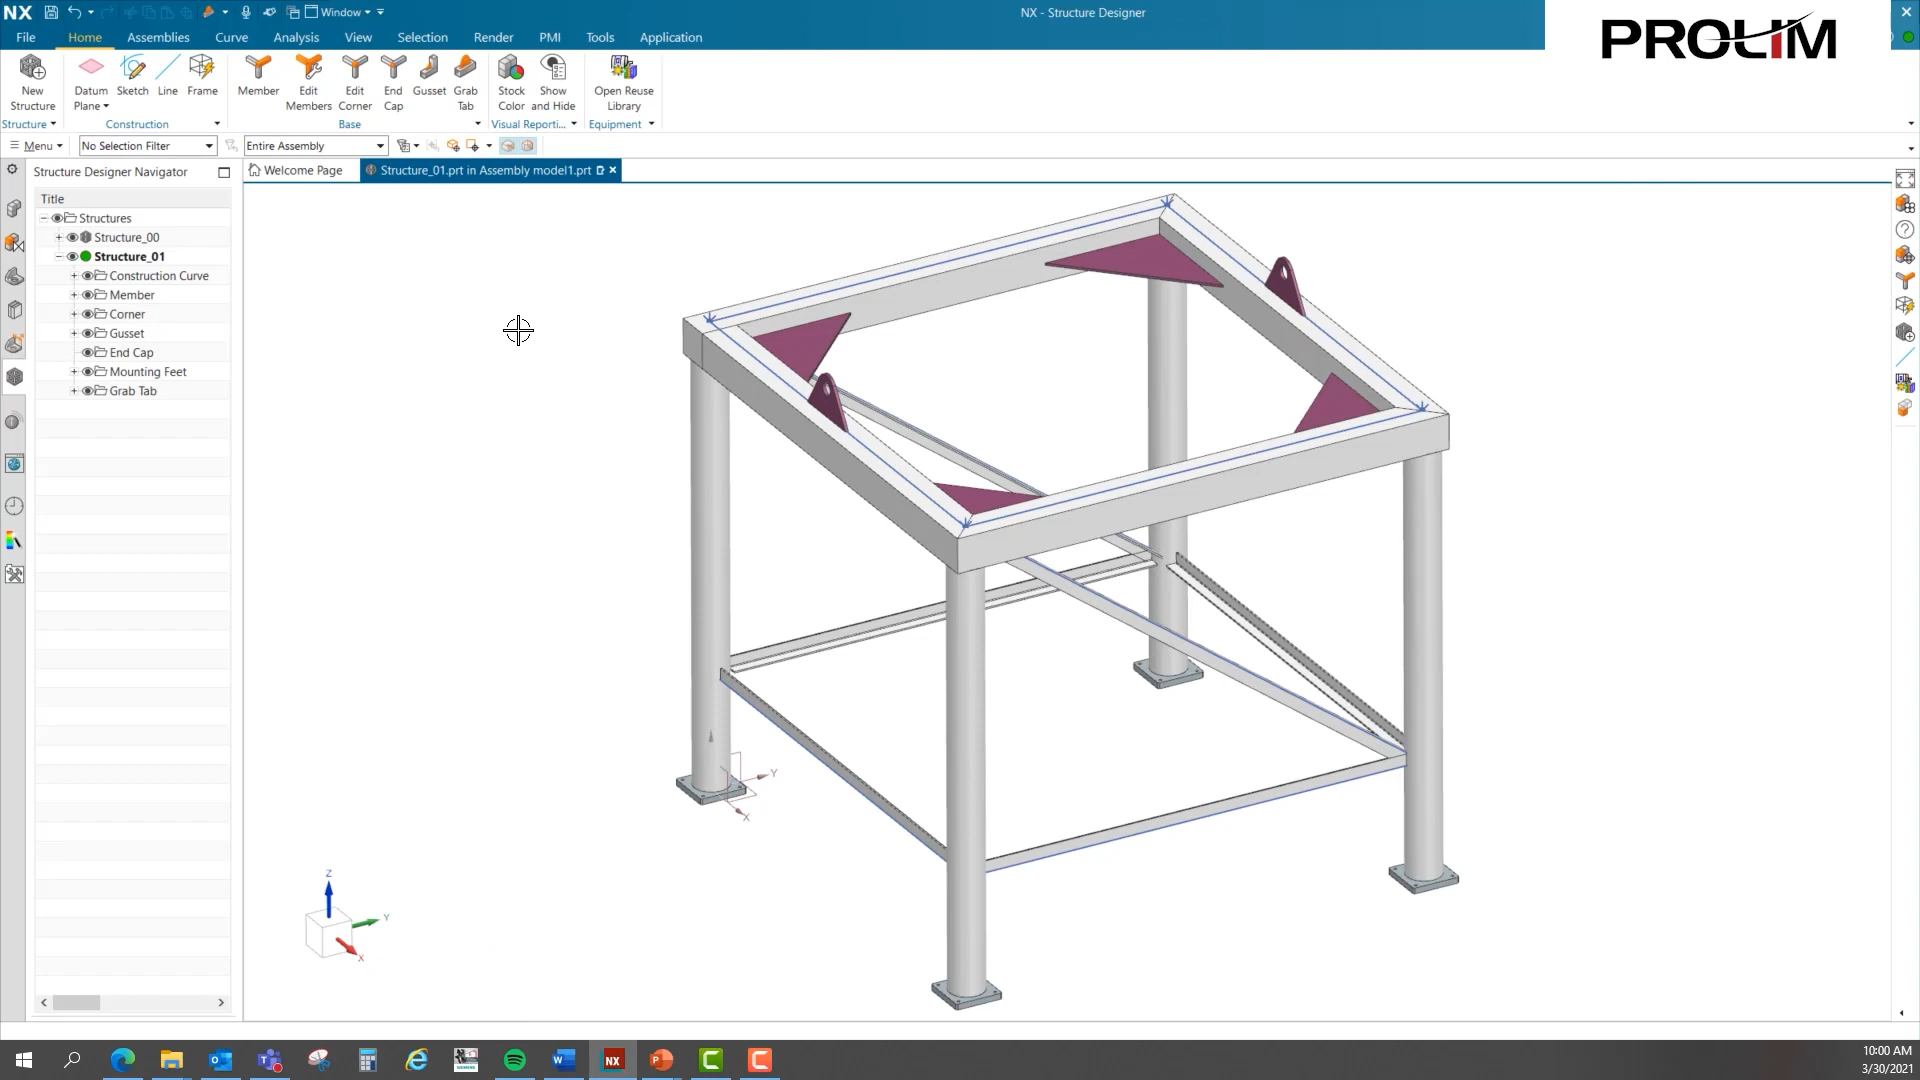 NX
Window
NX - Structure Designer
PROLIM
File Home Assemblies Curve Analysis View Selection Render PMI Tools Application
New Structure
Datum Plane
Sketch
Line
Frame
Member
Edit Members
Edit Corner
End Cap
Gusset
Grab Tab
Stock Color
Show and Hide
Open Reuse Library
Structure
Construction
Base
Visual Reporti...
Equipment
Menu
No Selection Filter
Entire Assembly
Structure Designer Navigator
Welcome Page
Structure_01.prt in Assembly model1.prt
Title
Structures
Structure_00
Structure_01
Construction Curve
Member
Corner
Gusset
End Cap
Mounting Feet
Grab Tab
Y
X
Z
Y
X
10:00 AM
3/30/2021